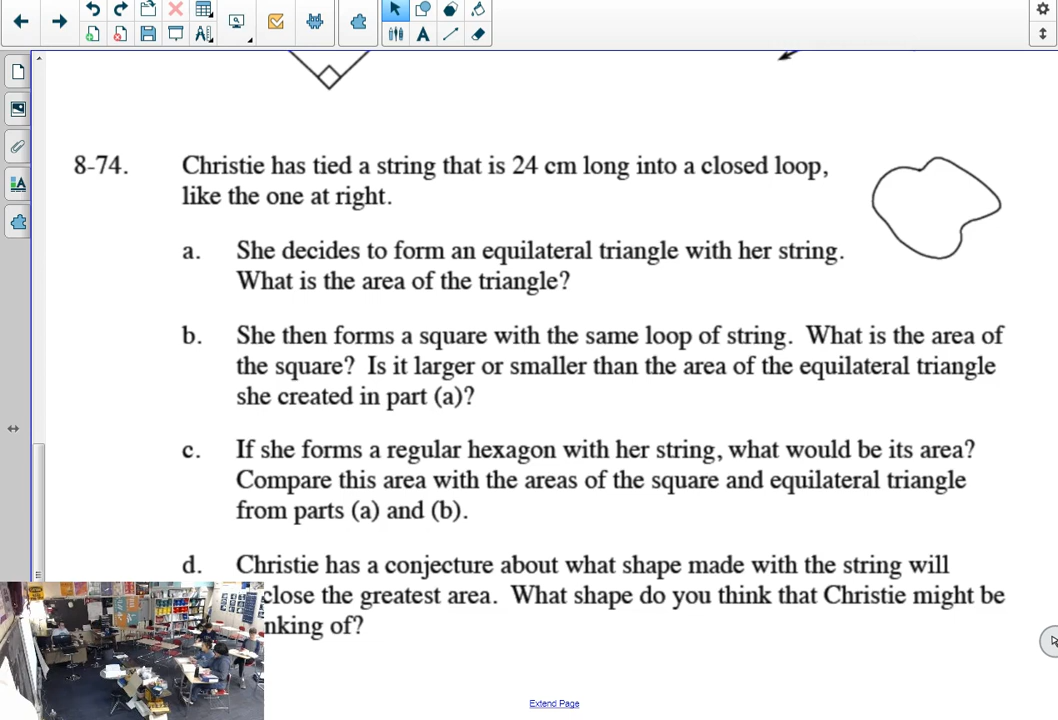 8-74. Christie has tied a string that is 24 cm long into a closed loop,
like the one at right.
a. She decides to form an equilateral triangle with her string.
What is the area of the triangle?
b. She then forms a square with the same loop of string. What is the area of
the square? Is it larger or smaller than the area of the equilateral triangle
she created in part (a)?
c. If she forms a regular hexagon with her string, what would be its area?
Compare this area with the areas of the square and equilateral triangle
from parts (a) and (b).
d. Christie has a conjecture about what shape made with the string will
close the greatest area. What shape do you think that Christie might be
nking of?
Extend Page